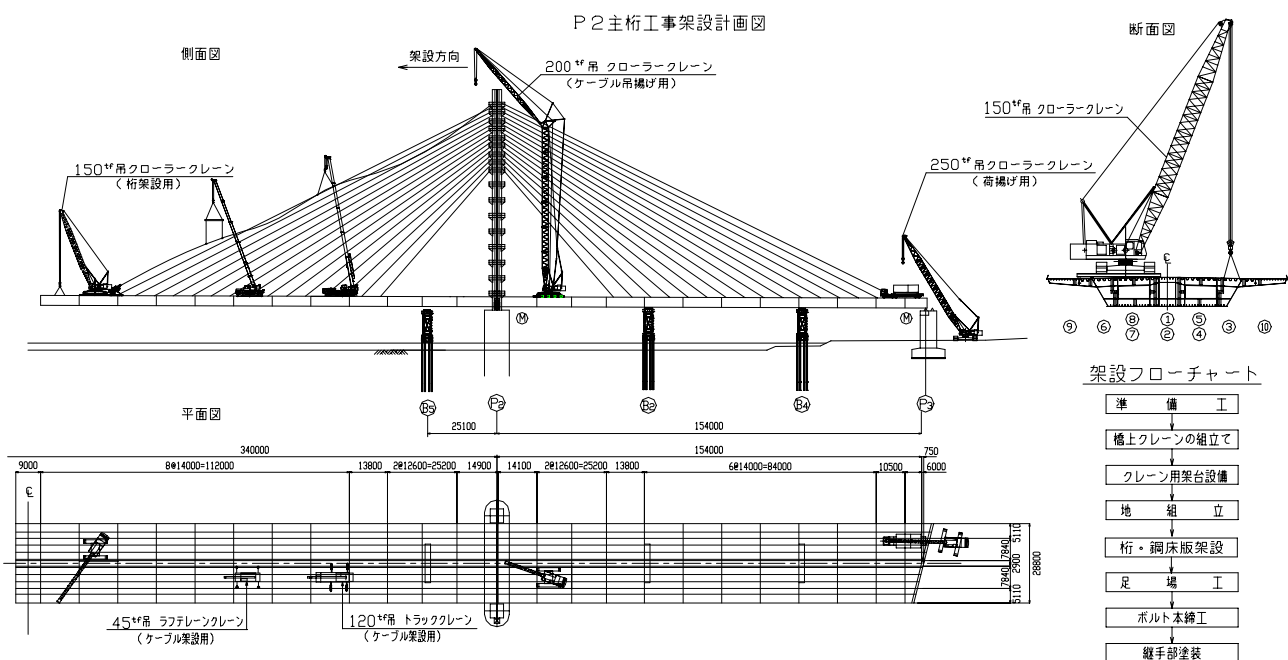 P2主桁工事架設計画図
側面図
架設方向
200tf吊 クローラークレーン
(ケーブル吊揚げ用)
150tf吊クローラークレーン
(桁架設用)
250tf吊クローラークレーン
(荷揚げ用)
M
M
B5
P2
B2
B4
P3
25100
154000
断面図
150tf吊 クローラークレーン
℄
⑨ ⑥ ⑧ ① ⑤ ③ ⑩
⑦ ② ④
平面図
340000
154000
750
9000
8@14000=112000
13800
2@12600=25200
14900
14100
2@12600=25200
13800
6@14000=84000
10500
6000
℄
5110
7840
2900
7840
5110
28800
45tf吊 ラフテレーンクレーン
(ケーブル架設用)
120tf吊 トラッククレーン
(ケーブル架設用)
架設フローチャート
準備工
橋上クレーンの組立て
クレーン用架台設備
地組立
桁・鋼床版架設
足場工
ボルト本締工
継手部塗装